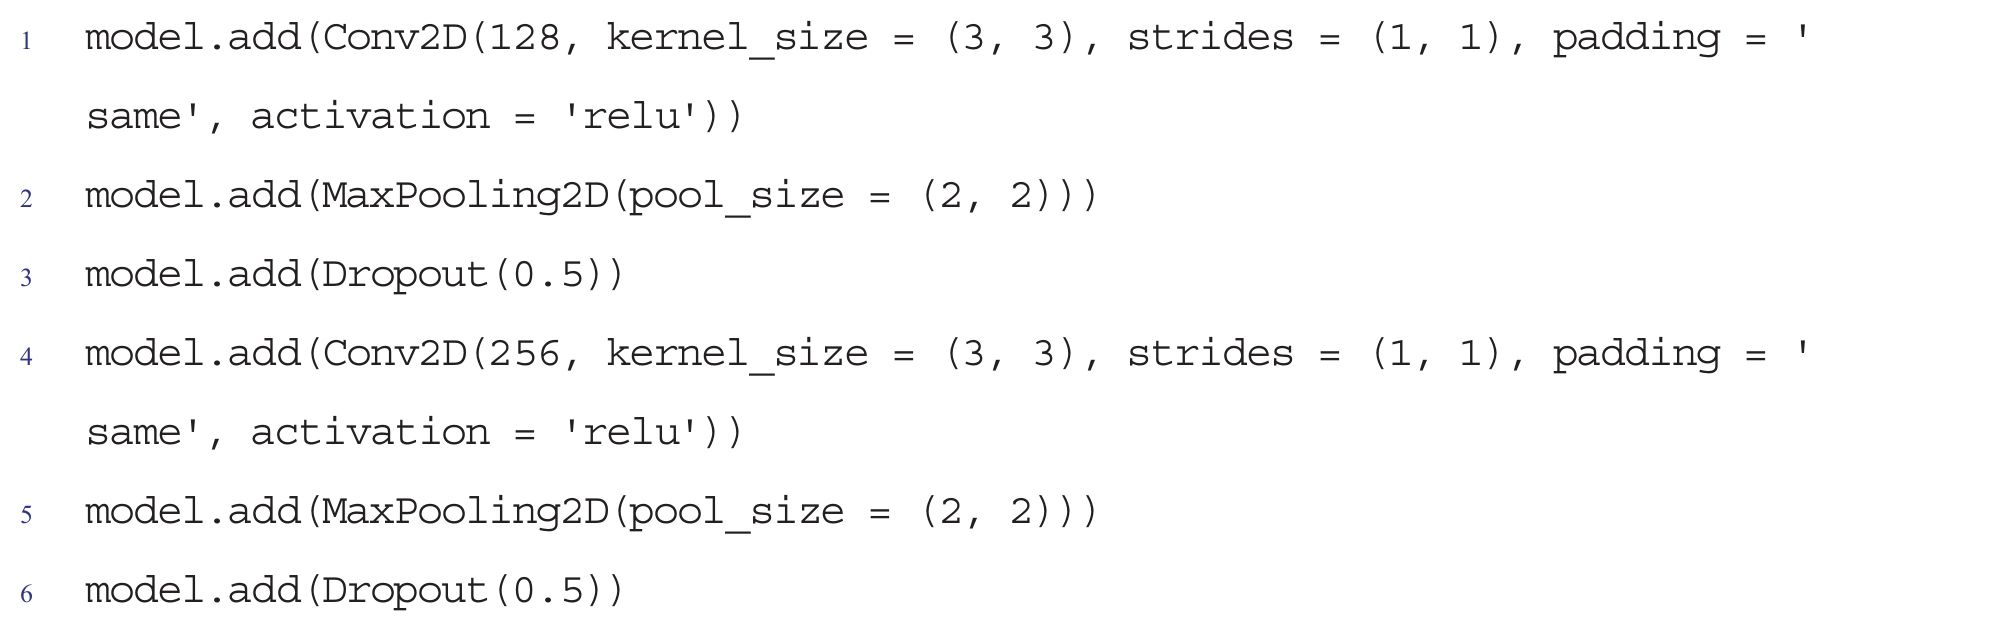 1 model.add(Conv2D(128, kernel_size = (3, 3), strides = (1, 1), padding = '
same', activation = 'relu'))
2 model.add(MaxPooling2D(pool_size = (2, 2)))
3 model.add(Dropout(0.5))
4 model.add(Conv2D(256, kernel_size = (3, 3), strides = (1, 1), padding = '
same', activation = 'relu'))
5 model.add(MaxPooling2D(pool_size = (2, 2)))
6 model.add(Dropout(0.5))